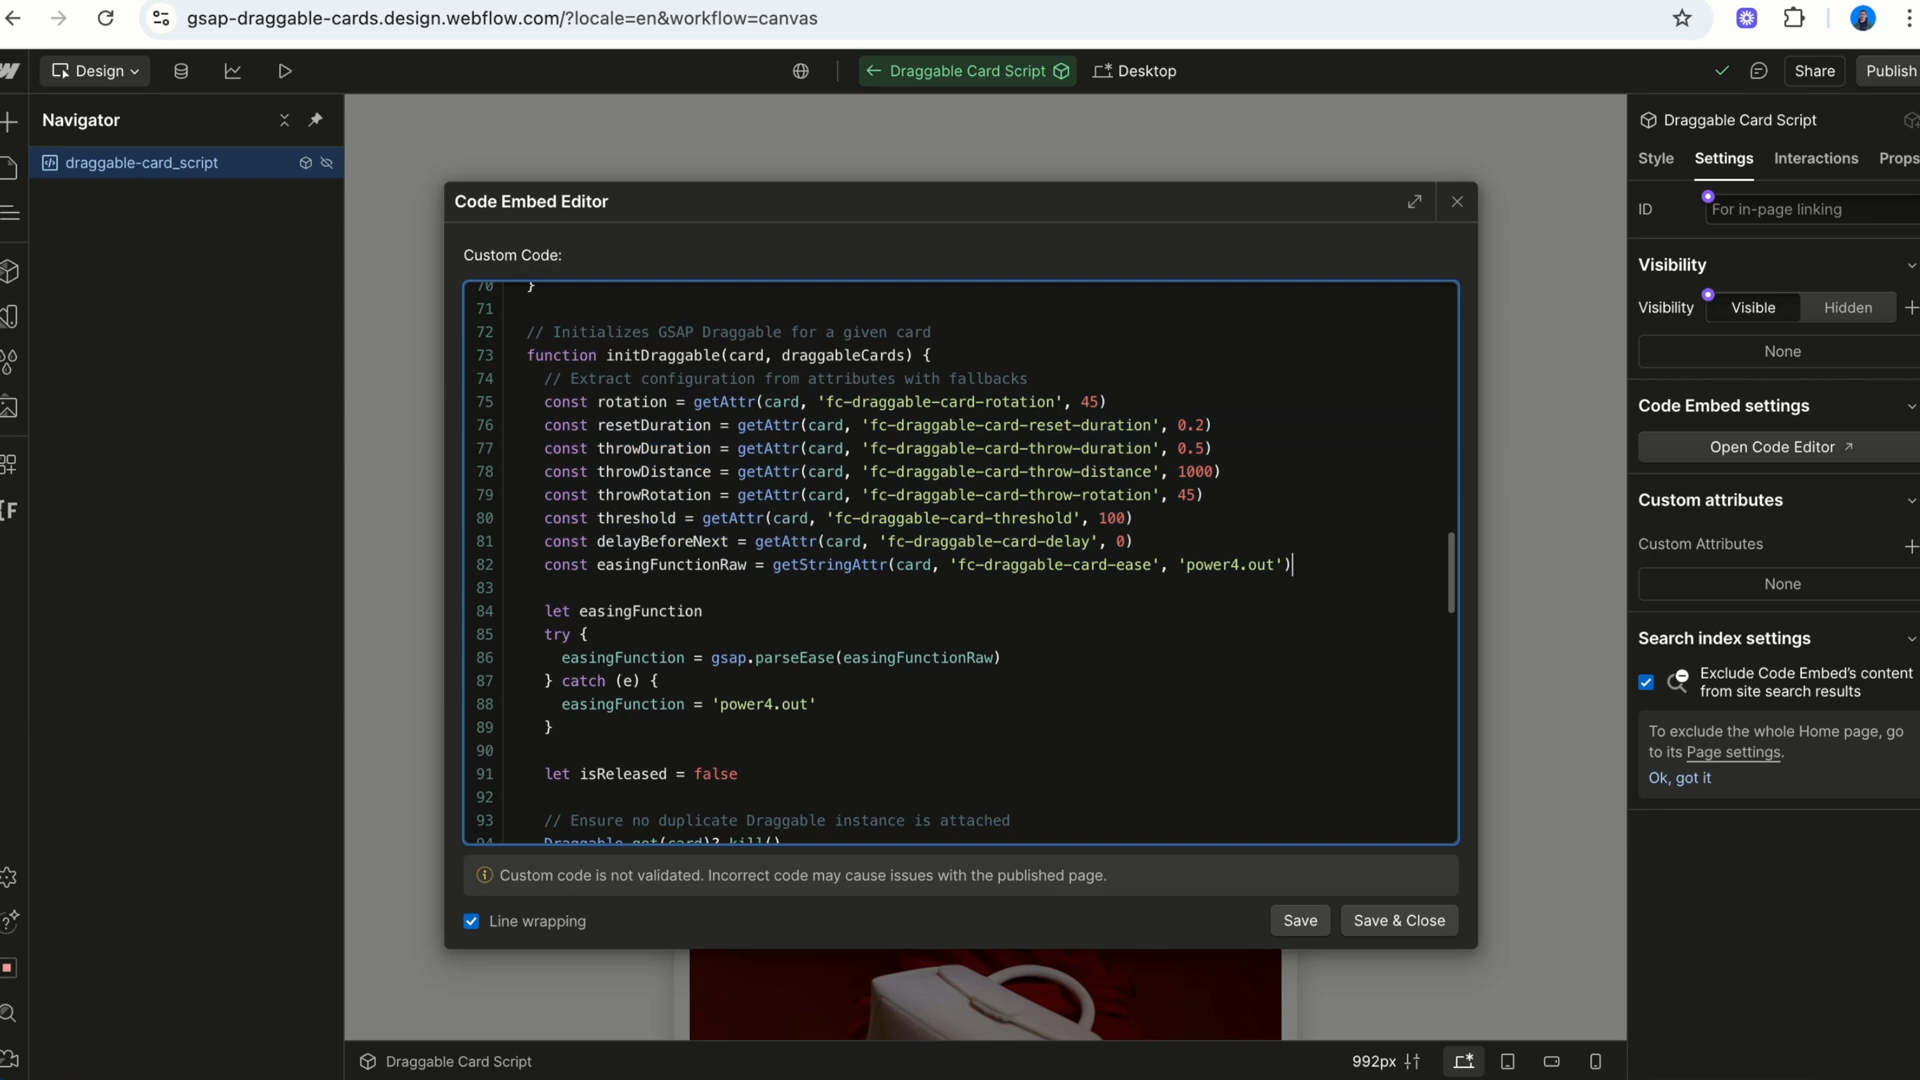 gsap-draggable-cards.design.webflow.com/?locale=en&workflow=canvas
Design
Draggable Card Script
Desktop
Share
Publish
Navigator
draggable-card_script
Draggable Card Script
Style
Settings
Interactions
Props
ID
For in-page linking
Visibility
Visibility
Visible
Hidden
None
Code Embed settings
Open Code Editor
Custom attributes
Custom Attributes
None
Search index settings
Exclude Code Embed's content
from site search results
To exclude the whole Home page, go
to its Page settings.
Ok, got it
Code Embed Editor
Custom Code:
70 }
71
72 // Initializes GSAP Draggable for a given card
73 function initDraggable(card, draggableCards) {
74 // Extract configuration from attributes with fallbacks
75 const rotation = getAttr(card, 'fc-draggable-card-rotation', 45)
76 const resetDuration = getAttr(card, 'fc-draggable-card-reset-duration', 0.2)
77 const throwDuration = getAttr(card, 'fc-draggable-card-throw-duration', 0.5)
78 const throwDistance = getAttr(card, 'fc-draggable-card-throw-distance', 1000)
79 const throwRotation = getAttr(card, 'fc-draggable-card-throw-rotation', 45)
80 const threshold = getAttr(card, 'fc-draggable-card-threshold', 100)
81 const delayBeforeNext = getAttr(card, 'fc-draggable-card-delay', 0)
82 const easingFunctionRaw = getStringAttr(card, 'fc-draggable-card-ease', 'power4.out')
83
84 let easingFunction
85 try {
86 easingFunction = gsap.parseEase(easingFunctionRaw)
87 } catch (e) {
88 easingFunction = 'power4.out'
89 }
90
91 let isReleased = false
92
93 // Ensure no duplicate Draggable instance is attached
94 Draggable.get(card)?.kill()
Custom code is not validated. Incorrect code may cause issues with the published page.
Line wrapping
Save
Save & Close
Draggable Card Script
992px